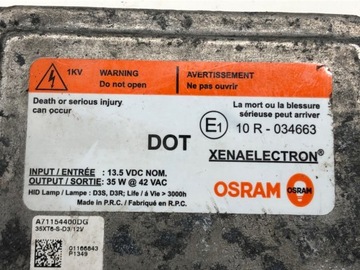 1KV
WARNING
Do not open
AVERTISSEMENT
Ne pas ouvrir
Death or serious injury
can occur
La mort ou la blessure
sérieuse peut arriver
E1 10 R - 034663
DOT
XENAELECTRON®
INPUT / ENTRÉE : 13.5 VDC NOM.
OUTPUT / SORTIE: 35 W @ 42 VAC
HID Lamp / Lampe: D3S, D3R; Life / á Vie > 3000h
Made in P.R.C. / Fabriqué en R.P.C.
OSRAM
OSRAM
A71154400DG
35XT6-S-D3/12V
01166843
P1349